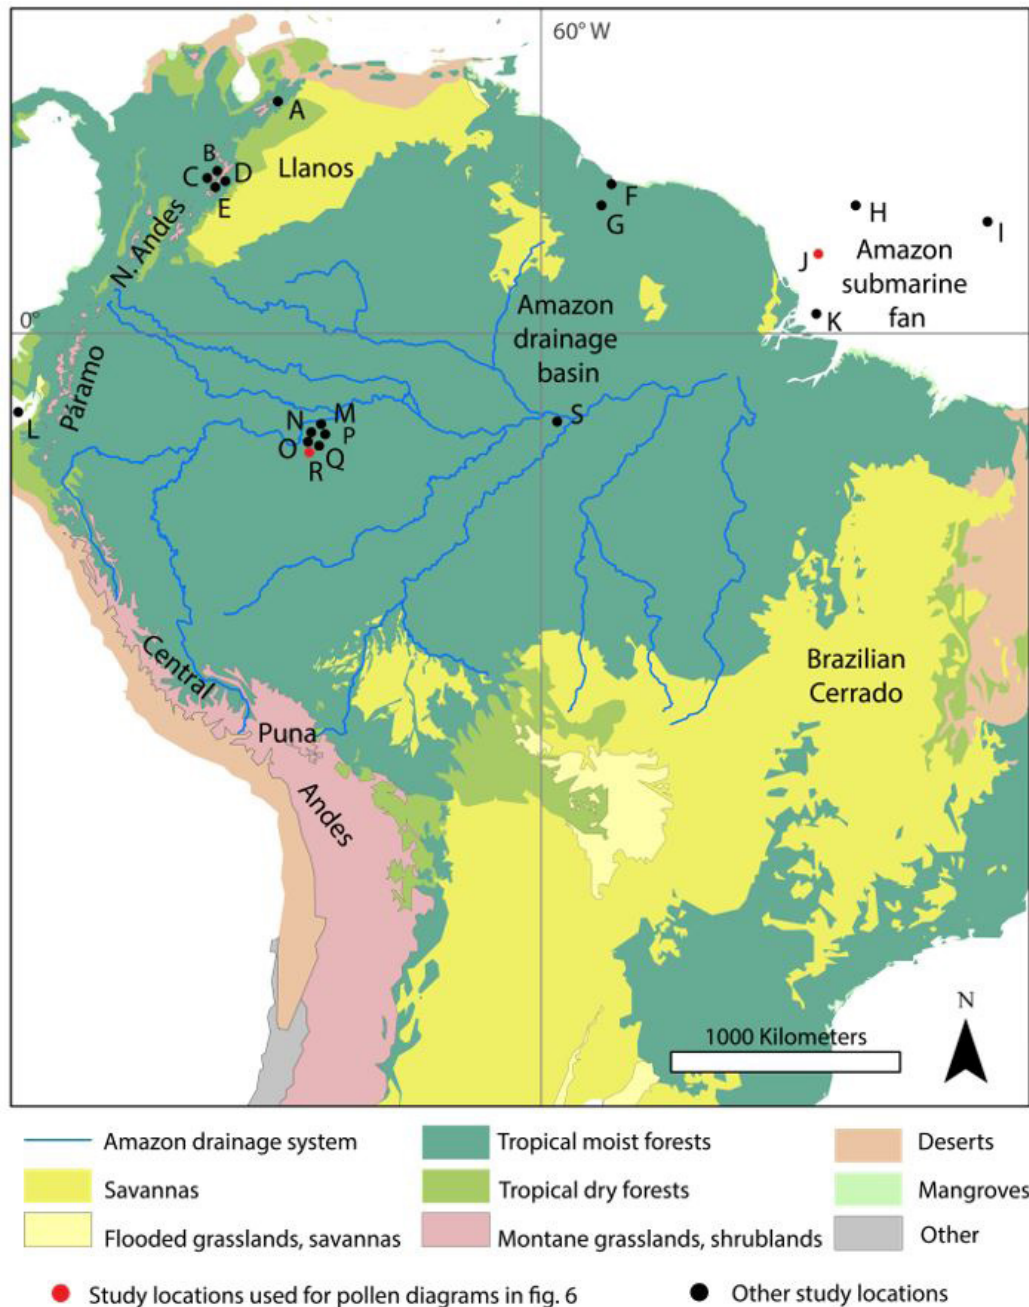 60° W
A
Llanos
B
C
D
E
N. Andes
F
G
H
I
J
Amazon
submarine
fan
K
0°
Amazon
drainage
basin
Páramo
L
N
M
O
P
Q
R
S
Central
Puna
Andes
Brazilian
Cerrado
1000 Kilometers
N
Amazon drainage system
Tropical moist forests
Deserts
Savannas
Tropical dry forests
Mangroves
Flooded grasslands, savannas
Montane grasslands, shrublands
Other
Study locations used for pollen diagrams in fig. 6
Other study locations